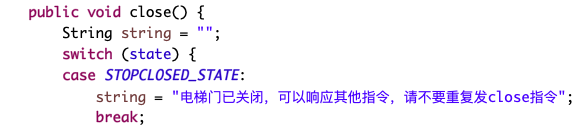 public void close() {
String string = "";
switch (state) {
case STOPCLOSED_STATE:
string = "电梯门已关闭，可以响应其他指令，请不要重复发close指令";
break;